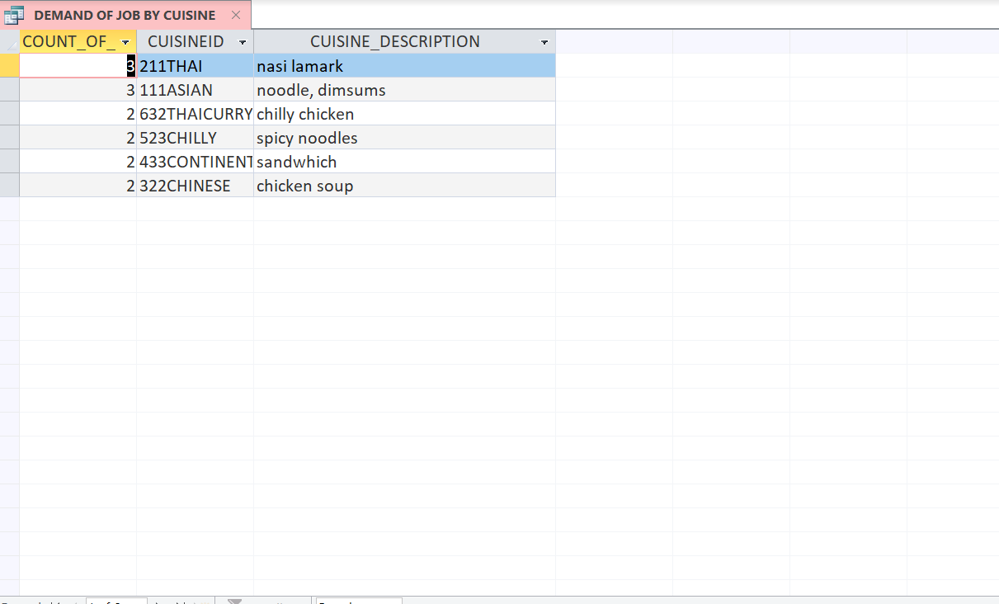 DEMAND OF JOB BY CUISINE
COUNT_OF_ CUISINEID CUISINE_DESCRIPTION
3 211THAI nasi lamark
3 111ASIAN noodle, dimsums
2 632THAICURRY chilly chicken
2 523CHILLY spicy noodles
2 433CONTINENT sandwhich
2 322CHINESE chicken soup